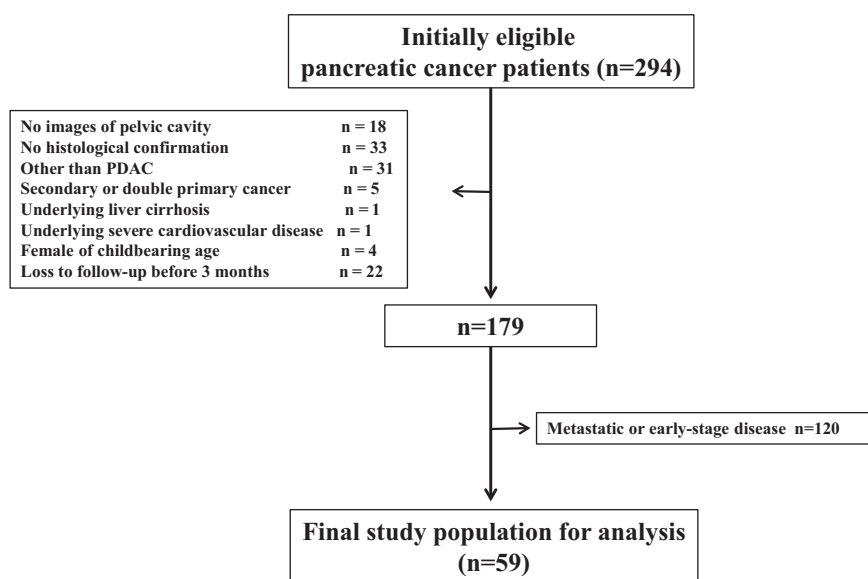 Initially eligible
pancreatic cancer patients (n=294)
No images of pelvic cavity n = 18
No histological confirmation n = 33
Other than PDAC n = 31
Secondary or double primary cancer n = 5
Underlying liver cirrhosis n = 1
Underlying severe cardiovascular disease n = 1
Female of childbearing age n = 4
Loss to follow-up before 3 months n = 22
n=179
Metastatic or early-stage disease n=120
Final study population for analysis
(n=59)